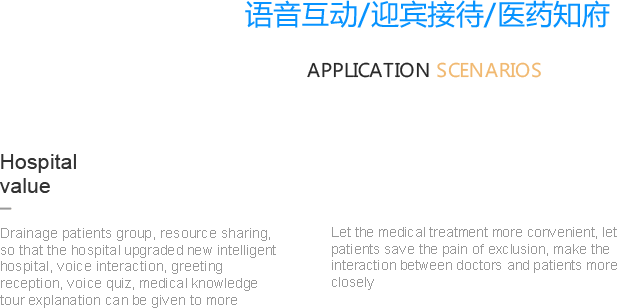 语音互动/迎宾接待/医药知府
APPLICATION SCENARIOS
Hospital
value
Drainage patients group, resource sharing,
so that the hospital upgraded new intelligent
hospital, voice interaction, greeting
reception, voice quiz, medical knowledge
tour explanation can be given to more
Let the medical treatment more convenient, let
patients save the pain of exclusion, make the
interaction between doctors and patients more
closely